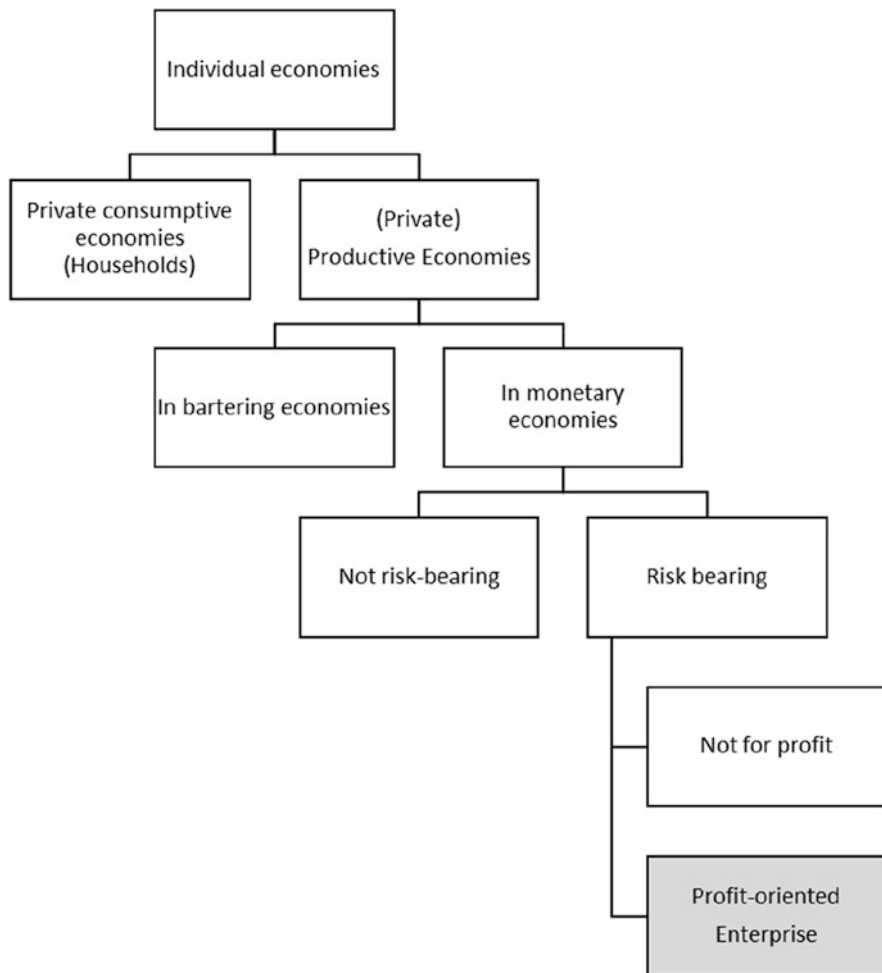 Individual economies
Private consumptive
economies
(Households)
(Private)
Productive Economies
In bartering economies
In monetary
economies
Not risk-bearing
Risk bearing
Not for profit
Profit-oriented
Enterprise